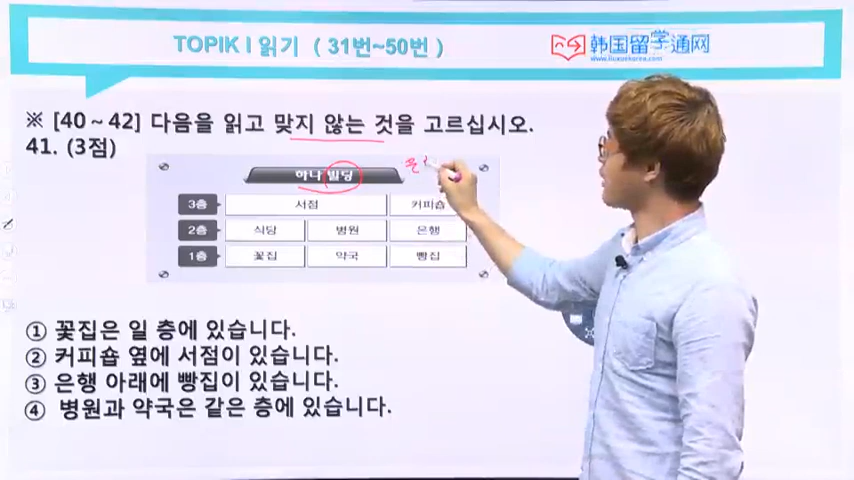 TOPIK I 읽기 ( 31번~50번 )
韩国留学通网
www.liuxuekorea.com
※ [40 ~ 42] 다음을 읽고 맞지 않는 것을 고르십시오.
41. (3점)
하나 빌딩
3층 서점 커피숍
2층 식당 병원 은행
1층 꽃집 약국 빵집
① 꽃집은 일 층에 있습니다.
② 커피숍 옆에 서점이 있습니다.
③ 은행 아래에 빵집이 있습니다.
④ 병원과 약국은 같은 층에 있습니다.